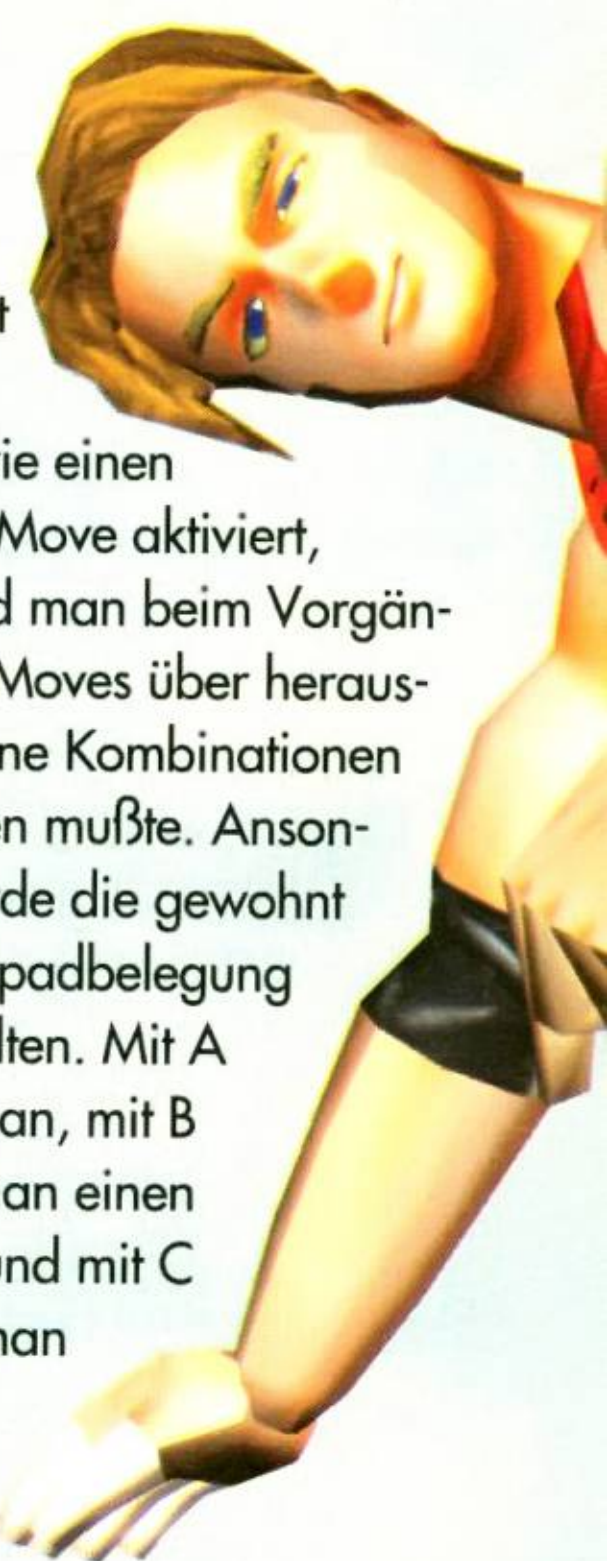 t
ie einen
Move aktiviert,
d man beim Vorgän-
Moves über heraus-
ne Kombinationen
en mußte. Anson-
de die gewohnt
padbelegung
lten. Mit A
an, mit B
an einen
und mit C
nan